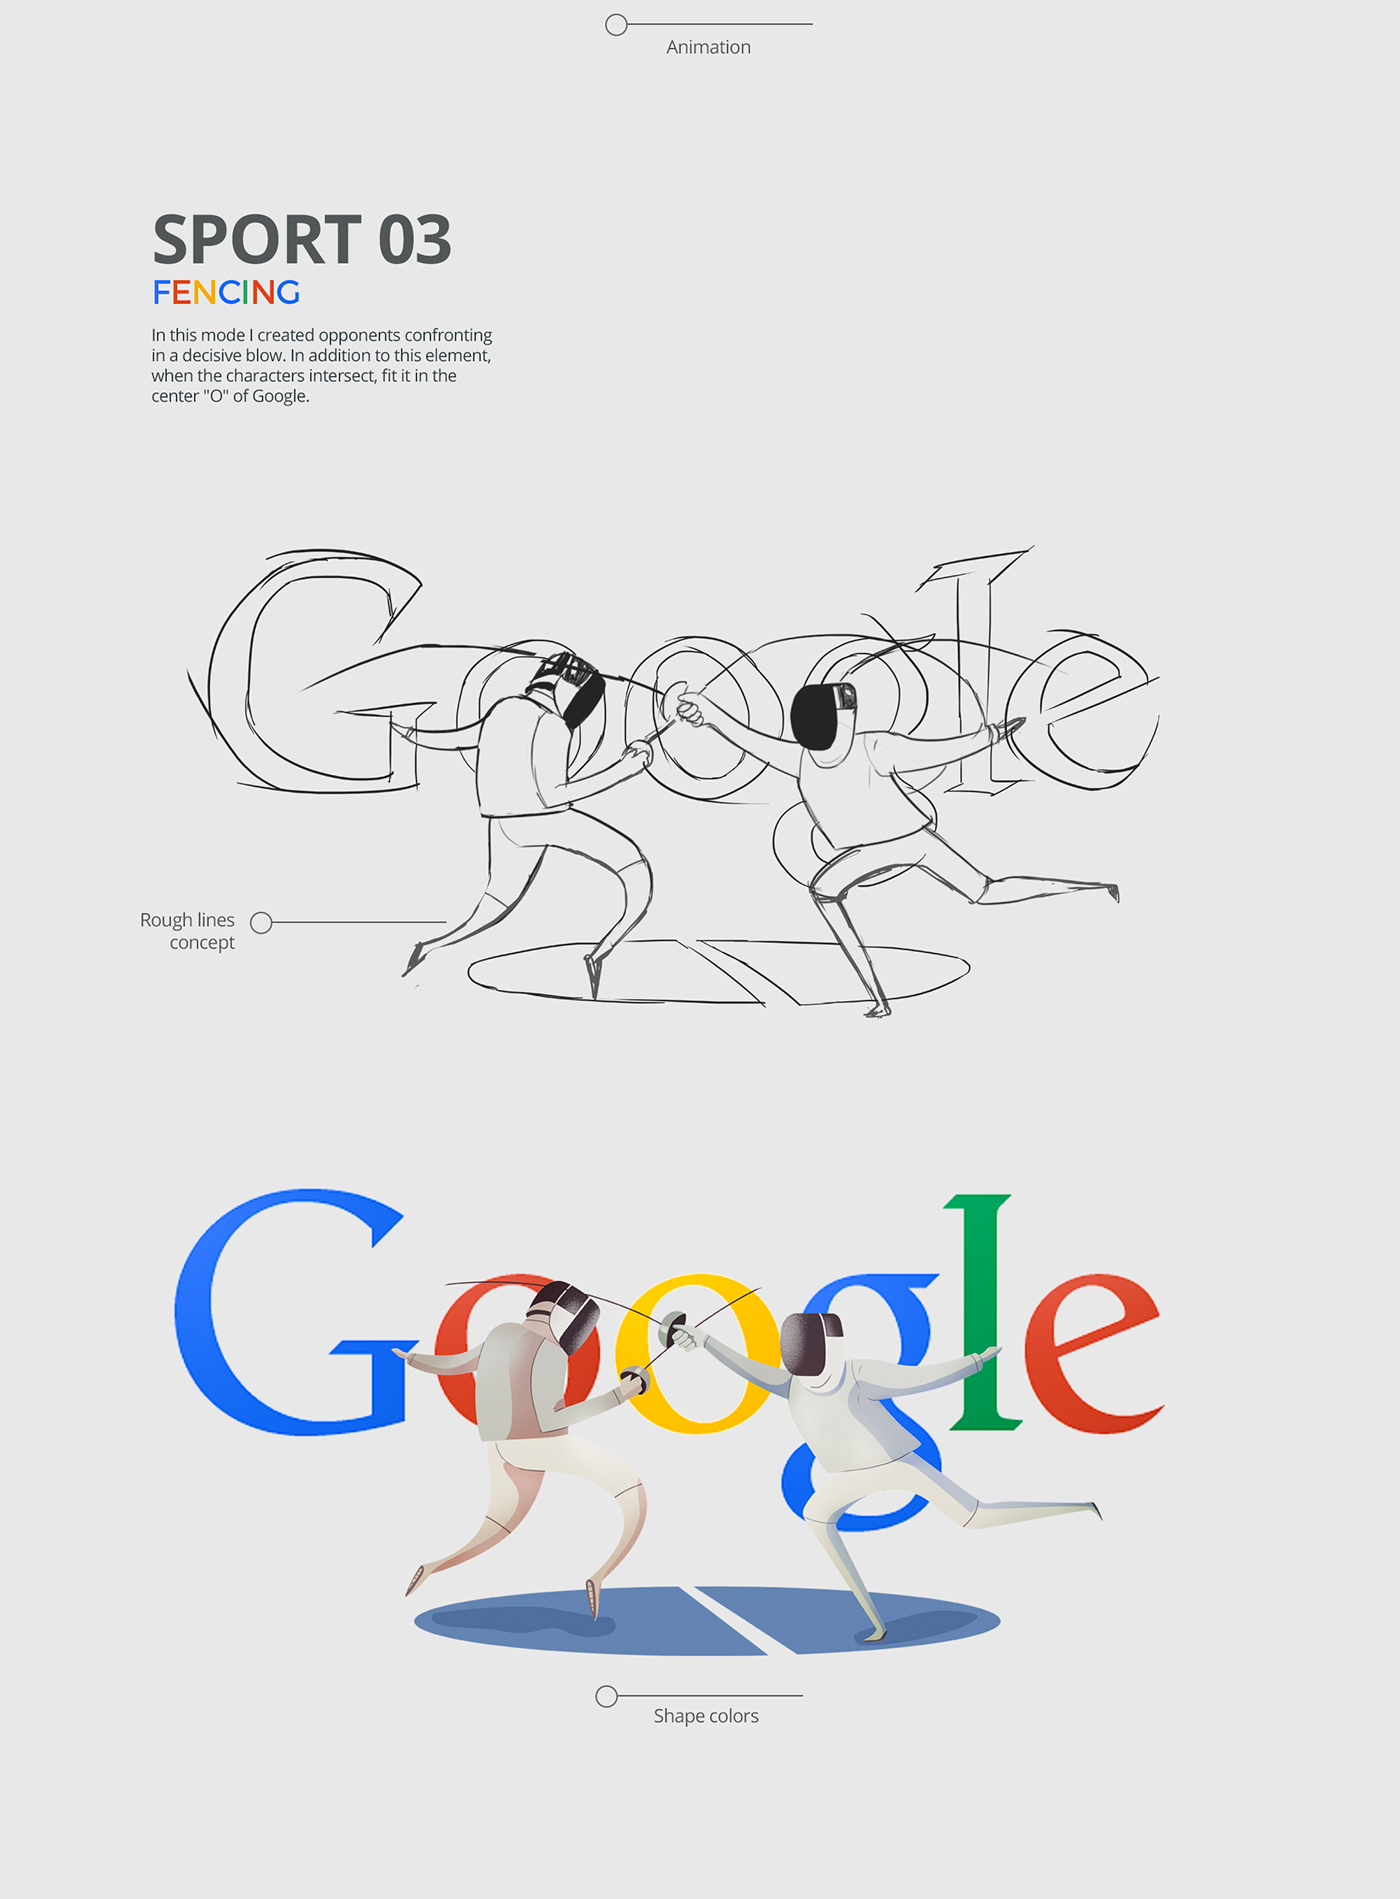 Animation
SPORT 03
FENCING
In this mode I created opponents confronting
in a decisive blow. In addition to this element,
when the characters intersect, fit it in the
center "O" of Google.
Google
Rough lines
concept
Google
Shape colors